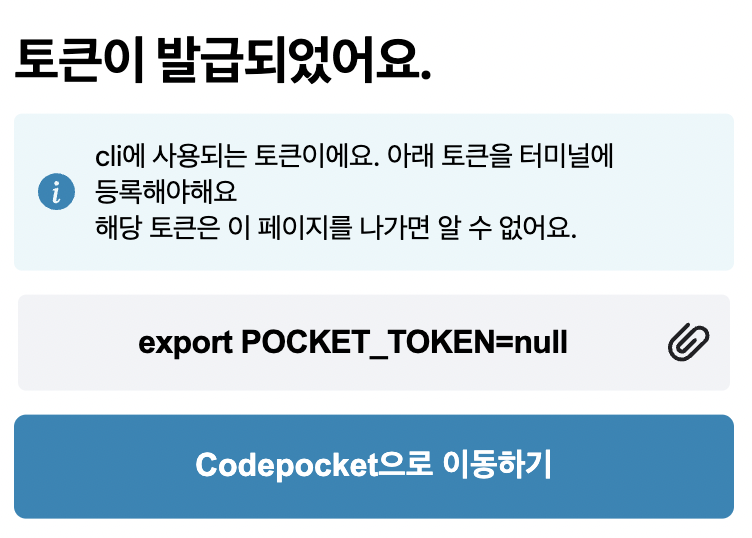 토큰이 발급되었어요.
cli에 사용되는 토큰이에요. 아래 토큰을 터미널에
등록해야해요
해당 토큰은 이 페이지를 나가면 알 수 없어요.
export POCKET_TOKEN=null
Codepocket으로 이동하기